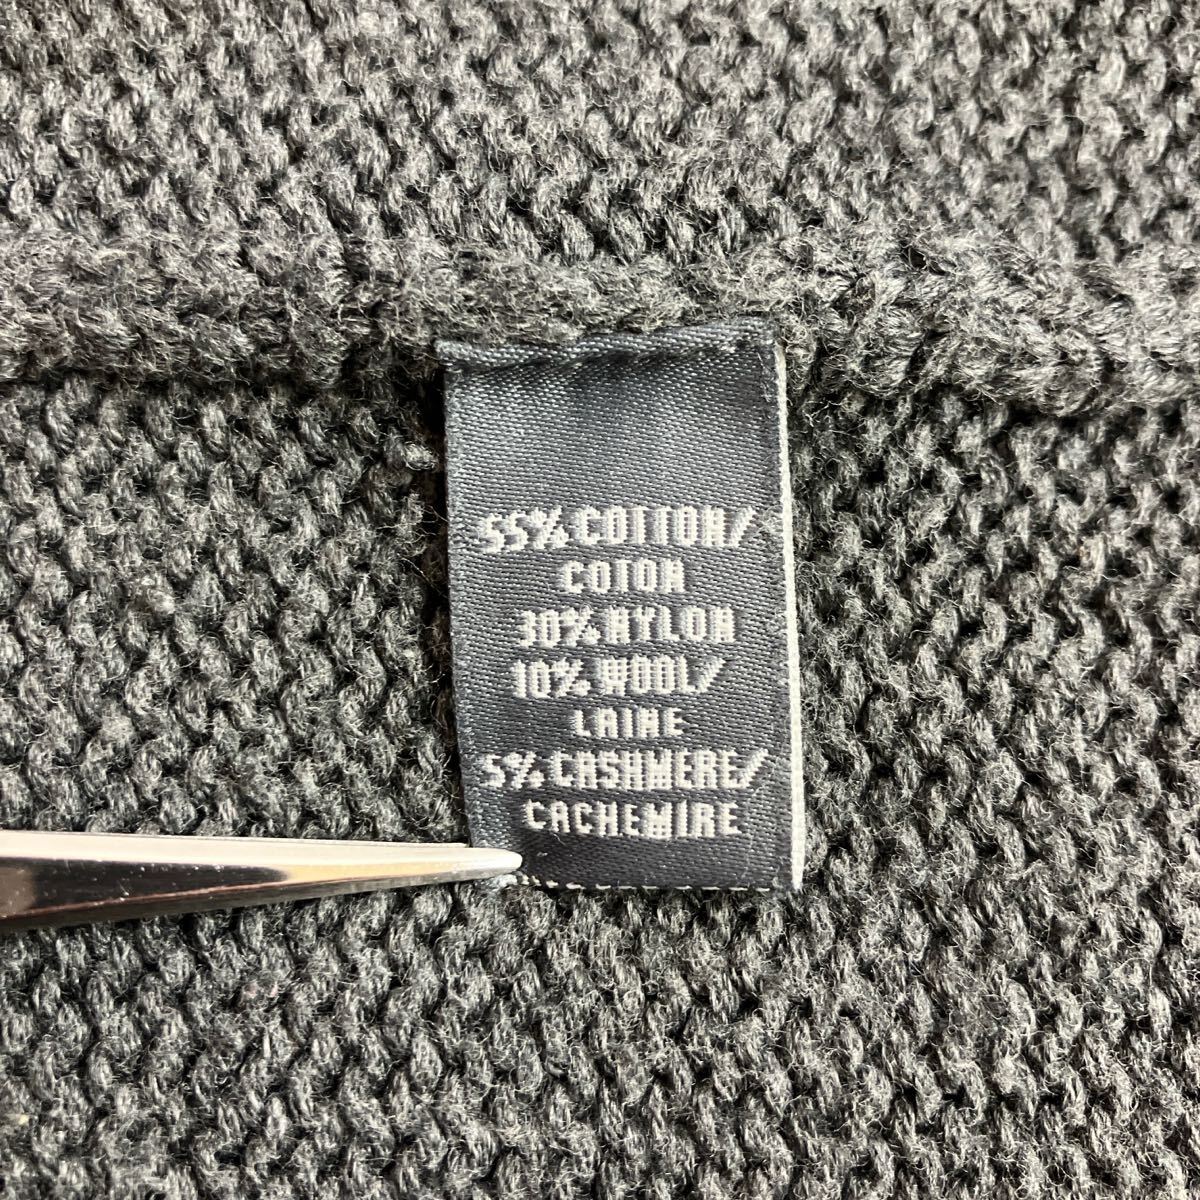 55% COTTON/
COTON
30% NYLON
10% WOOL/
LAINE
5% CASHMERE/
CACHEMIRE